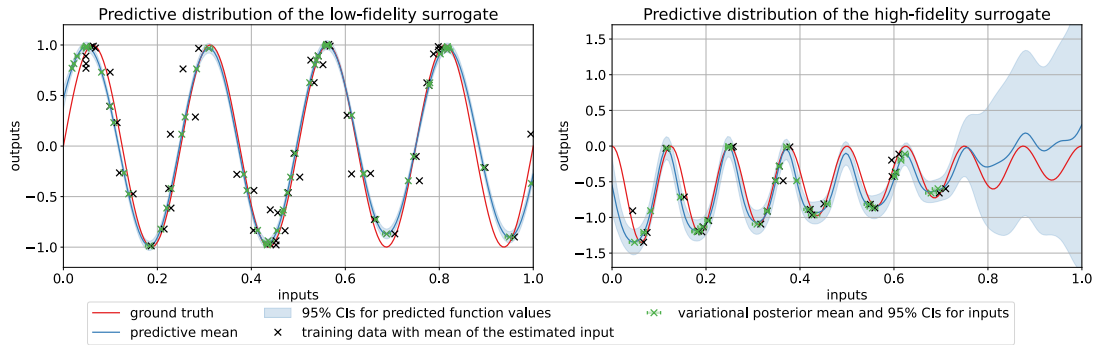 Predictive distribution of the low-fidelity surrogate
Predictive distribution of the high-fidelity surrogate
outputs
1.0
0.5
0.0
−0.5
−1.0
0.0
0.2
0.4
0.6
0.8
1.0
inputs
outputs
1.5
1.0
0.5
0.0
−0.5
−1.0
−1.5
0.0
0.2
0.4
0.6
0.8
1.0
inputs
ground truth
predictive mean
95% CIs for predicted function values
training data with mean of the estimated input
variational posterior mean and 95% CIs for inputs